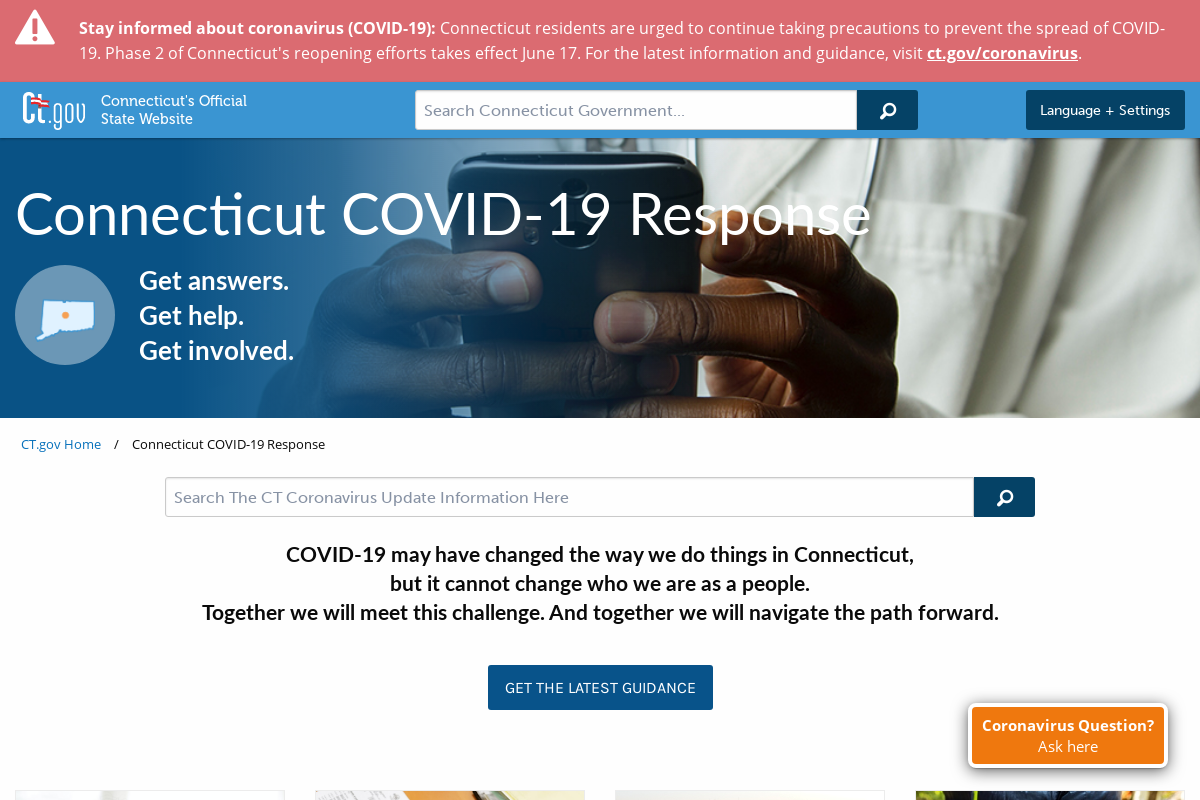 Stay informed about coronavirus (COVID-19): Connecticut residents are urged to continue taking precautions to prevent the spread of COVID-
19. Phase 2 of Connecticut's reopening efforts takes effect June 17. For the latest information and guidance, visit ct.gov/coronavirus.
Ct.gov
Connecticut's Official
State Website
Search Connecticut Government...
Language + Settings
Connecticut COVID-19 Response
Get answers.
Get help.
Get involved.
CT.gov Home / Connecticut COVID-19 Response
Search The CT Coronavirus Update Information Here
COVID-19 may have changed the way we do things in Connecticut,
but it cannot change who we are as a people.
Together we will meet this challenge. And together we will navigate the path forward.
GET THE LATEST GUIDANCE
Coronavirus Question?
Ask here